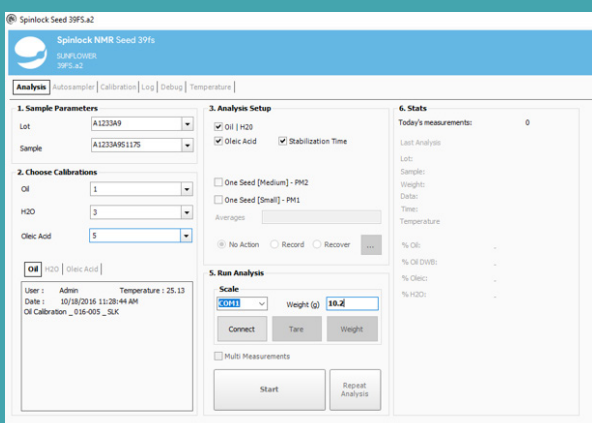 Spinlock Seed 39FS.a2
Spinlock NMR Seed 39fs
SUNFLOWER
39FS.a2
Analysis Autosampler Calibration Log Debug Temperature
1. Sample Parameters
Lot A1233A9
Sample A1233A951175
2. Choose Calibrations
Oil 1
H2O 3
Oleic Acid 5
Oil H2O Oleic Acid
User : Admin Temperature : 25.13
Date : 10/18/2016 11:28:44 AM
Oil Calibration _ 016-005 _ SLK
3. Analysis Setup
Oil | H20
Oleic Acid Stabilization Time
One Seed [Medium] - PM2
One Seed [Small] - PM1
Averages
No Action Record Recover ...
5. Run Analysis
Scale
COM1 Weight (g) 10.2
Connect Tare Weight
Multi Measurements
Start Repeat
Analysis
6. Stats
Today's measurements: 0
Last Analysis
Lot:
Sample:
Weight:
Data:
Time:
Temperature
% Oil: -
% Oil DWB: -
% Oleic: -
% H2O: -